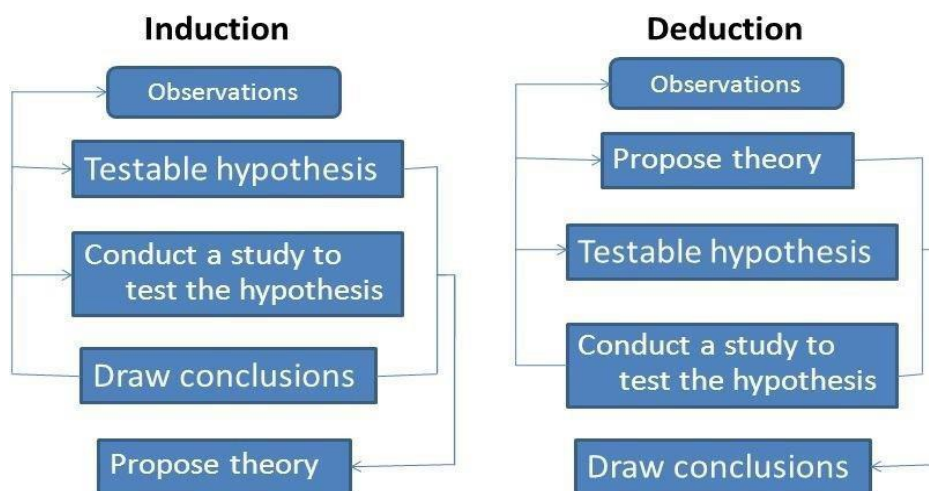 Induction
Observations
Testable hypothesis
Conduct a study to
test the hypothesis
Draw conclusions
Propose theory
Deduction
Observations
Propose theory
Testable hypothesis
Conduct a study to
test the hypothesis
Draw conclusions